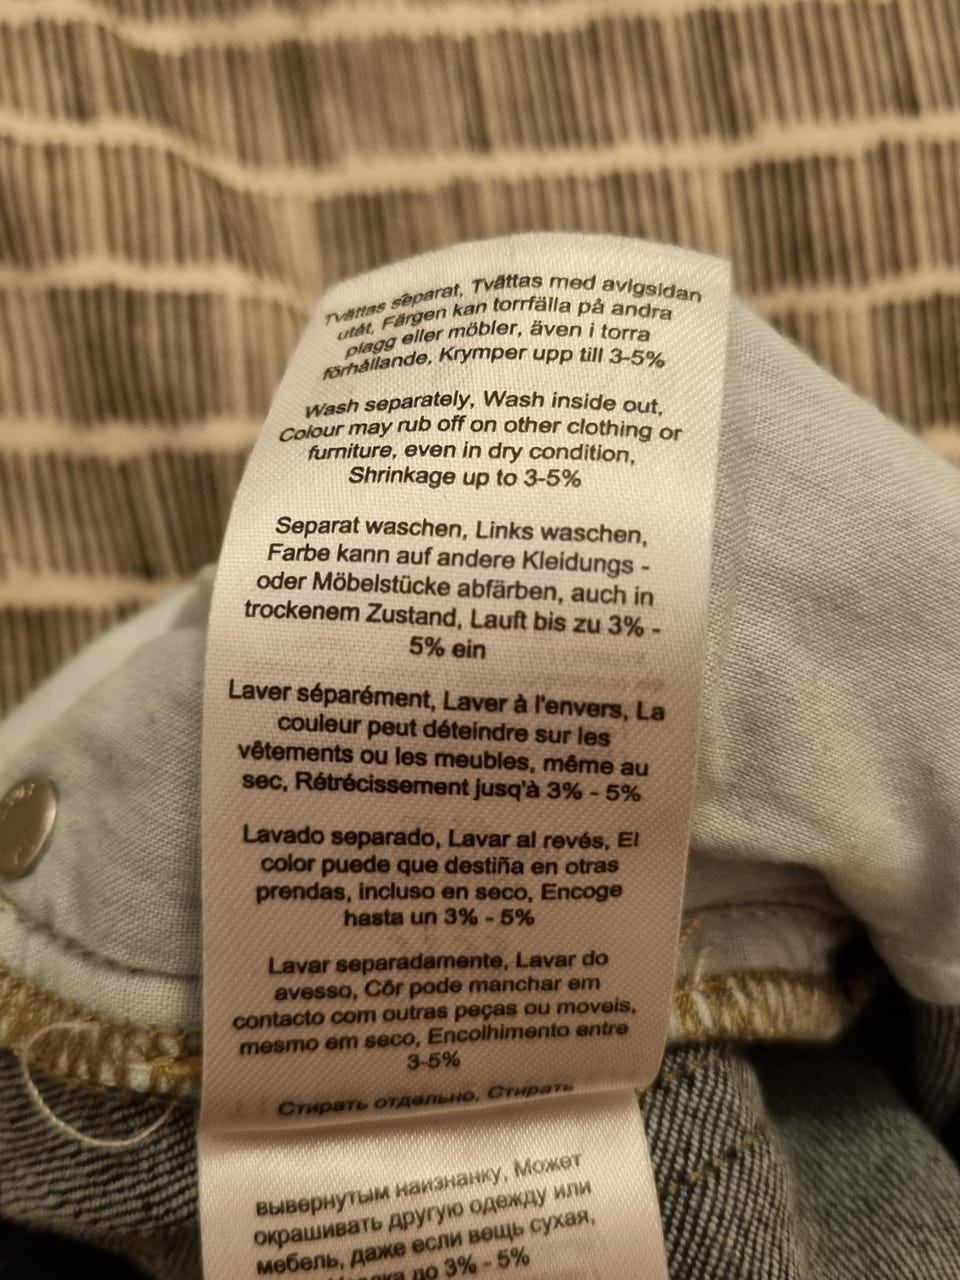 Tvättas separat, Tvättas med avigsidan
utåt, Färgen kan torrfälla på andra
plagg eller möbler, även i torra
förhållande, Krymper upp till 3-5%
Wash separately, Wash inside out,
Colour may rub off on other clothing or
furniture, even in dry condition,
Shrinkage up to 3-5%
Separat waschen, Links waschen,
Farbe kann auf andere Kleidungs -
oder Möbelstücke abfärben, auch in
trockenem Zustand, Lauft bis zu 3% -
5% ein
Laver séparément, Laver à l'envers, La
couleur peut déteindre sur les
vêtements ou les meubles, même au
sec, Rétrécissement jusqu'à 3% - 5%
Lavado separado, Lavar al revés, El
color puede que destiña en otras
prendas, incluso en seco, Encoge
hasta un 3% - 5%
Lavar separadamente, Lavar do
avesso, Côr pode manchar em
contacto com outras peças ou moveis,
mesmo em seco, Encolhimento entre
3-5%
Стирать отдельно, Стирать
вывернутым наизнанку, Может
окрашивать другую одежду или
мебель, даже если вещь сухая,
до 3% - 5%